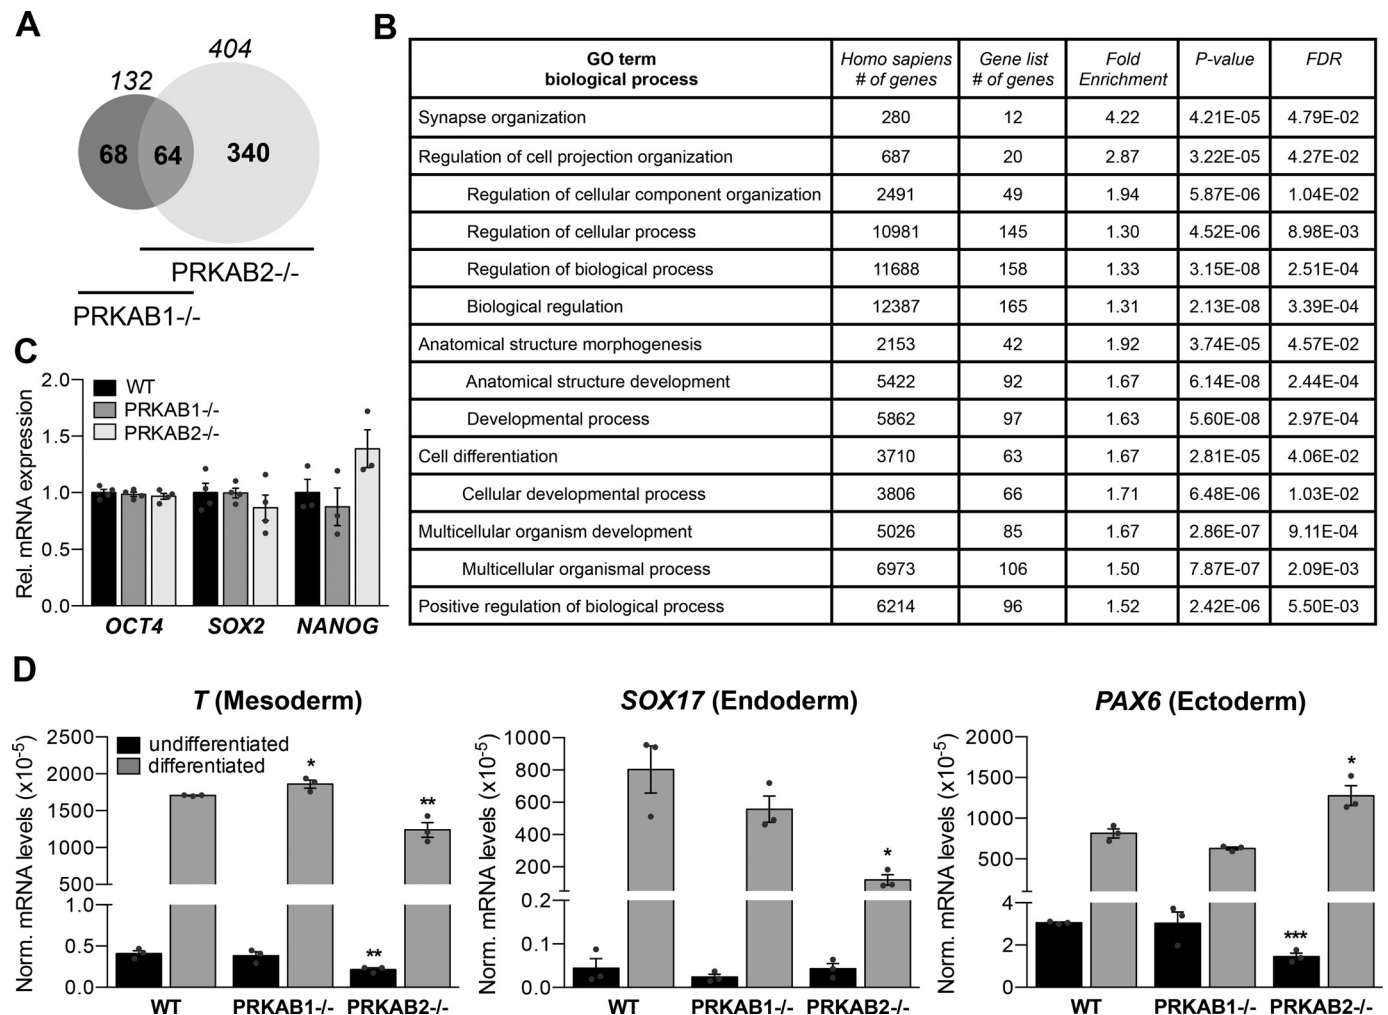 A
404
132
68 64 340
PRKAB2-/-
PRKAB1-/-
B
GO term biological process | Homo sapiens # of genes | Gene list # of genes | Fold Enrichment | P-value | FDR
Synapse organization 280 12 4.22 4.21E-05 4.79E-02
Regulation of cell projection organization 687 20 2.87 3.22E-05 4.27E-02
Regulation of cellular component organization 2491 49 1.94 5.87E-06 1.04E-02
Regulation of cellular process 10981 145 1.30 4.52E-06 8.98E-03
Regulation of biological process 11688 158 1.33 3.15E-08 2.51E-04
Biological regulation 12387 165 1.31 2.13E-08 3.39E-04
Anatomical structure morphogenesis 2153 42 1.92 3.74E-05 4.57E-02
Anatomical structure development 5422 92 1.67 6.14E-08 2.44E-04
Developmental process 5862 97 1.63 5.60E-08 2.97E-04
Cell differentiation 3710 63 1.67 2.81E-05 4.06E-02
Cellular developmental process 3806 66 1.71 6.48E-06 1.03E-02
Multicellular organism development 5026 85 1.67 2.86E-07 9.11E-04
Multicellular organismal process 6973 106 1.50 7.87E-07 2.09E-03
Positive regulation of biological process 6214 96 1.52 2.42E-06 5.50E-03
C
Rel. mRNA expression
2.0
1.5
1.0
0.5
0.0
WT
PRKAB1-/-
PRKAB2-/-
OCT4 SOX2 NANOG
D
T (Mesoderm)
Norm. mRNA levels (x10-5)
2500
2000
1500
1000
500
1.0
0.5
0.0
undifferentiated
differentiated
*
**
**
WT PRKAB1-/- PRKAB2-/-
SOX17 (Endoderm)
Norm. mRNA levels (x10-5)
1000
800
600
400
200
0.2
0.1
0.0
*
WT PRKAB1-/- PRKAB2-/-
PAX6 (Ectoderm)
Norm. mRNA levels (x10-5)
2000
1500
1000
500
4
2
0
*
***
WT PRKAB1-/- PRKAB2-/-